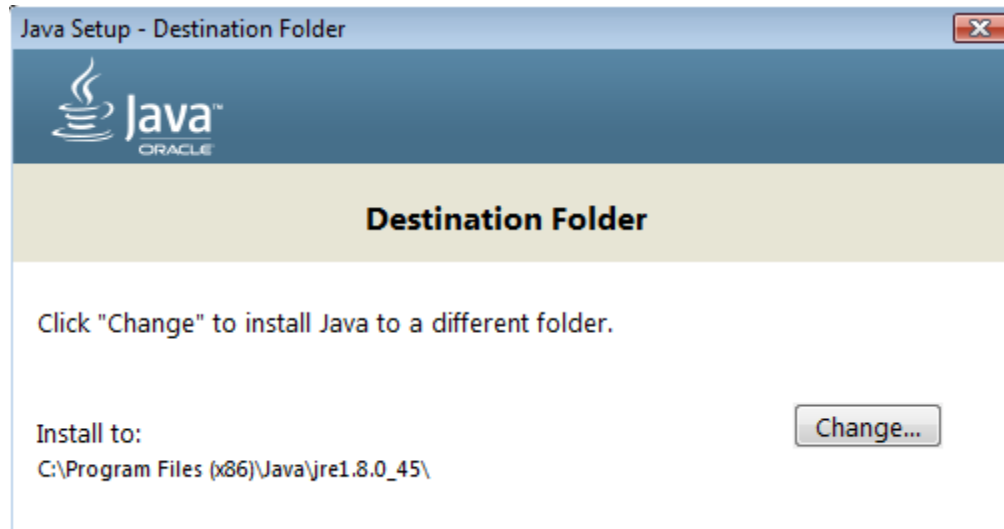 Java Setup - Destination Folder
Java™
ORACLE
Destination Folder
Click "Change" to install Java to a different folder.
Change...
Install to:
C:\Program Files (x86)\Java\jre1.8.0_45\